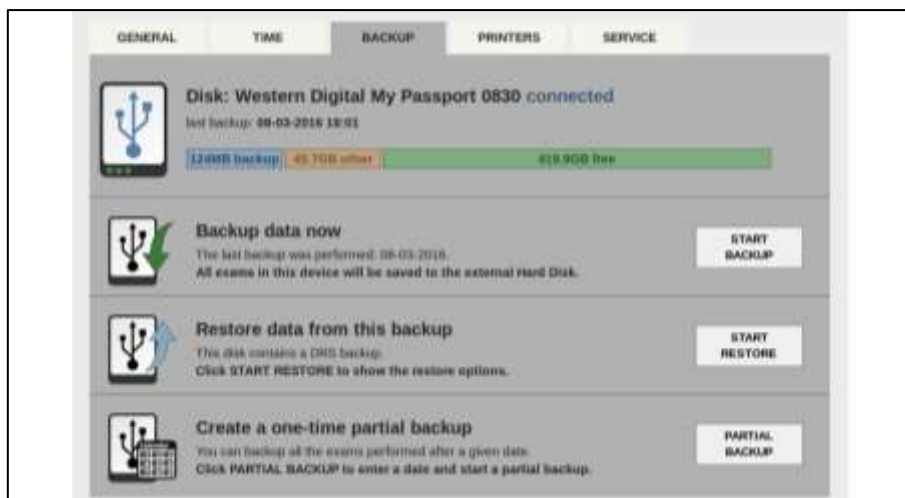 GENERAL TIME BACKUP PRINTERS SERVICE
Disk: Western Digital My Passport 0830 connected
last backup: 08-03-2016 18:01
124MB backup 45.7GB other 419.9GB free
Backup data now
The last backup was performed: 08-03-2016.
All exams in this device will be saved to the external Hard Disk.
START
BACKUP
Restore data from this backup
This disk contains a DRS backup.
Click START RESTORE to show the restore options.
START
RESTORE
Create a one-time partial backup
You can backup all the exams performed after a given date.
Click PARTIAL BACKUP to enter a date and start a partial backup.
PARTIAL
BACKUP